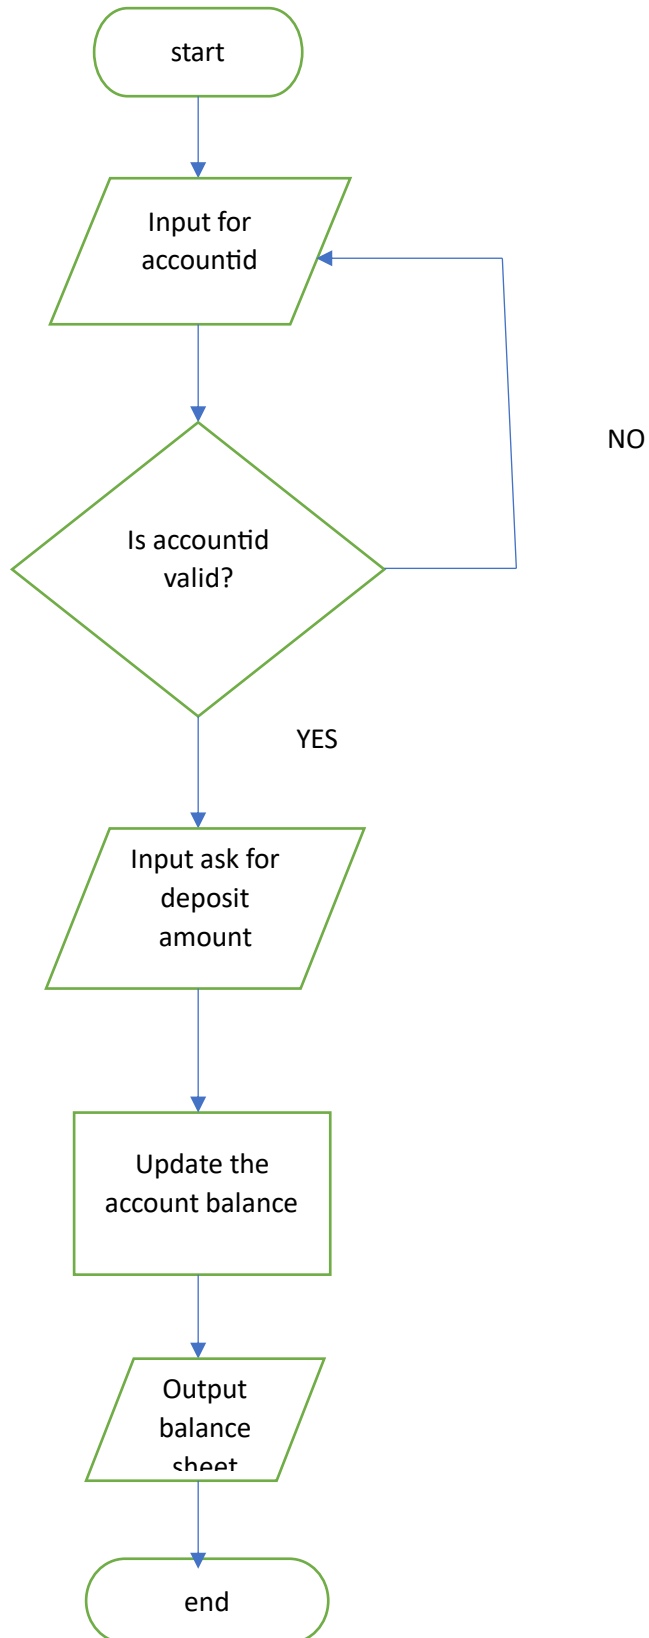 start
Input for
accountid
NO
Is accountid
valid?
YES
Input ask for
deposit
amount
Update the
account balance
Output
balance
sheet
end